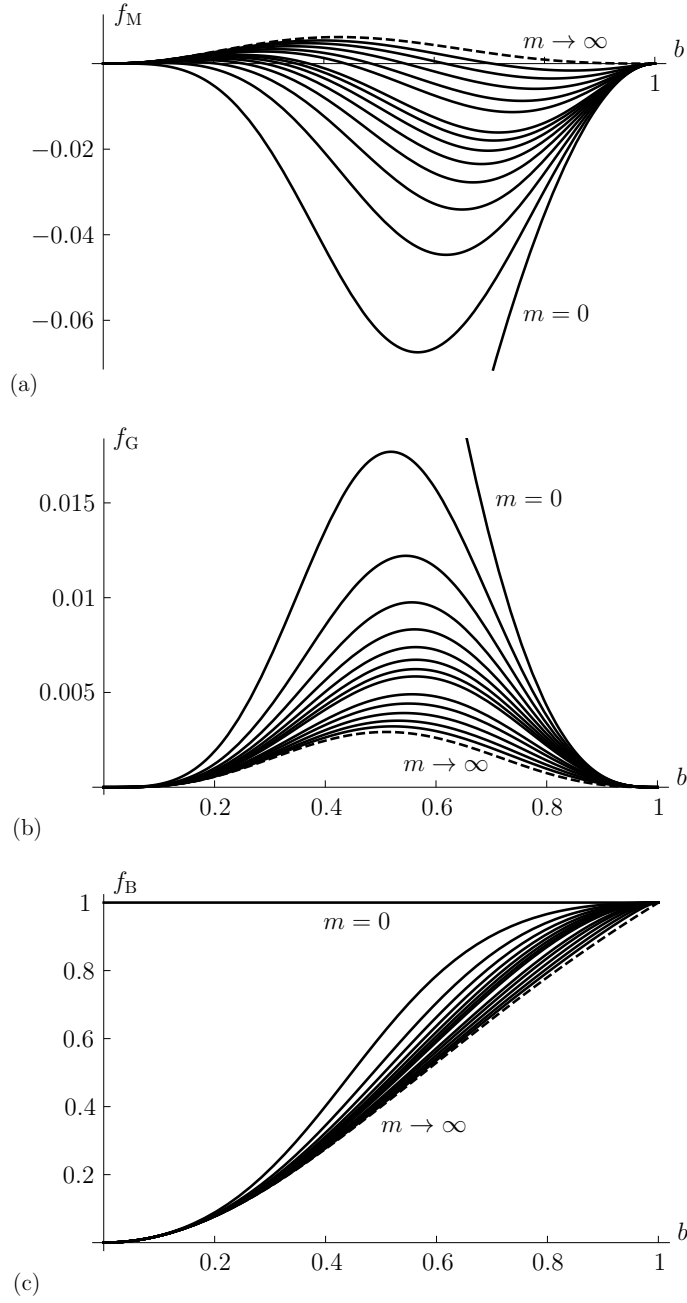 f_M
m → ∞
b
1
−0.02
−0.04
−0.06
m = 0
(a)
f_G
0.015
m = 0
0.01
0.005
m → ∞
0.2 0.4 0.6 0.8 1 b
(b)
f_B
1
m = 0
0.8
0.6
0.4
m → ∞
0.2
b
0.2 0.4 0.6 0.8 1
(c)